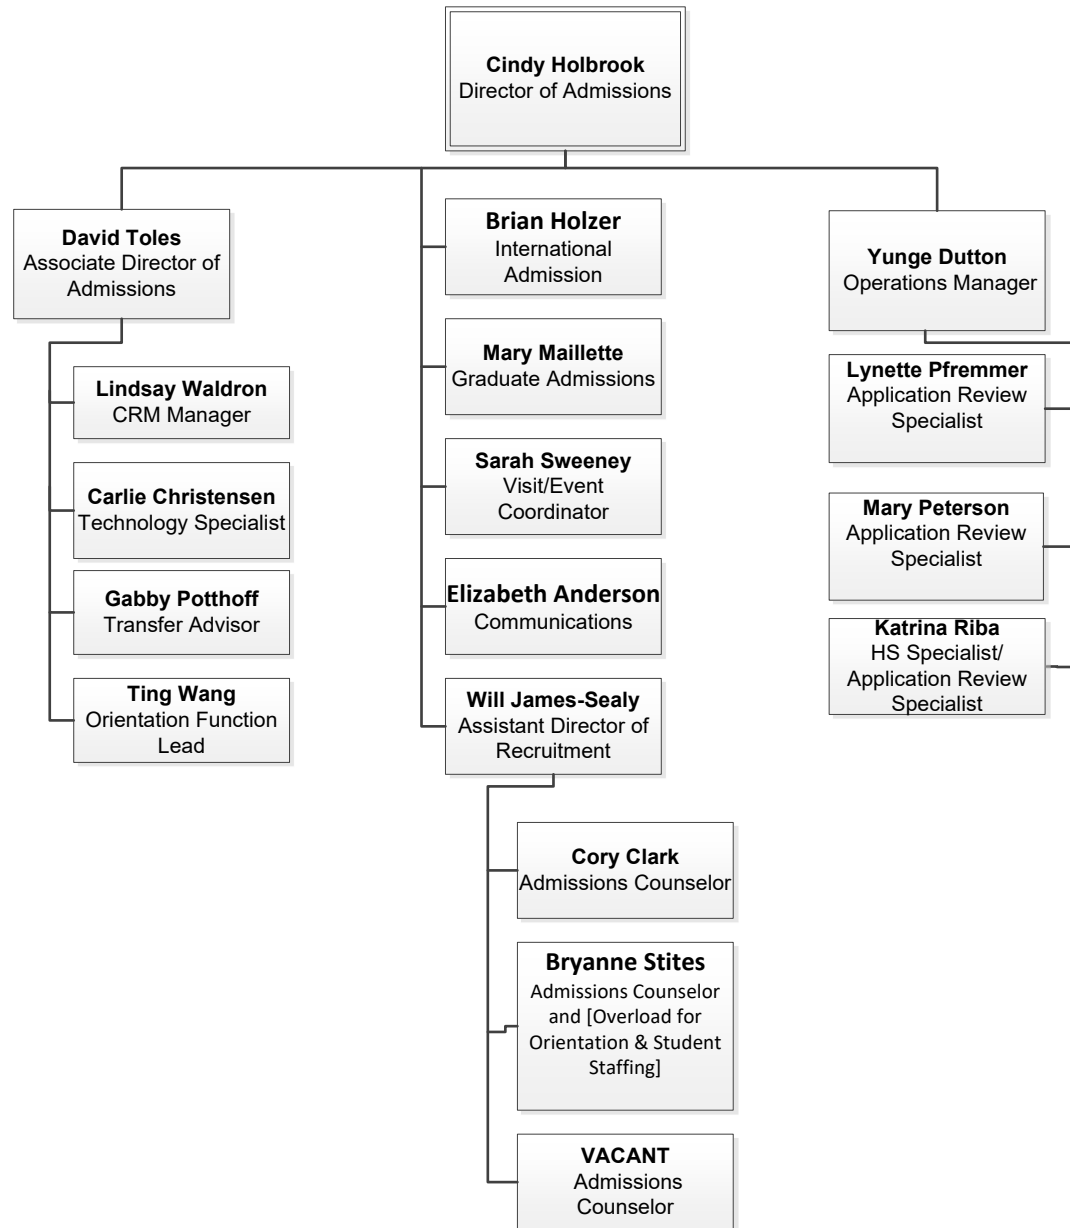 Cindy Holbrook
Director of Admissions
David Toles
Associate Director of
Admissions
Lindsay Waldron
CRM Manager
Carlie Christensen
Technology Specialist
Gabby Potthoff
Transfer Advisor
Ting Wang
Orientation Function
Lead
Brian Holzer
International
Admission
Mary Maillette
Graduate Admissions
Sarah Sweeney
Visit/Event
Coordinator
Elizabeth Anderson
Communications
Will James-Sealy
Assistant Director of
Recruitment
Cory Clark
Admissions Counselor
Bryanne Stites
Admissions Counselor
and [Overload for
Orientation & Student
Staffing]
VACANT
Admissions
Counselor
Yunge Dutton
Operations Manager
Lynette Pfremmer
Application Review
Specialist
Mary Peterson
Application Review
Specialist
Katrina Riba
HS Specialist/
Application Review
Specialist